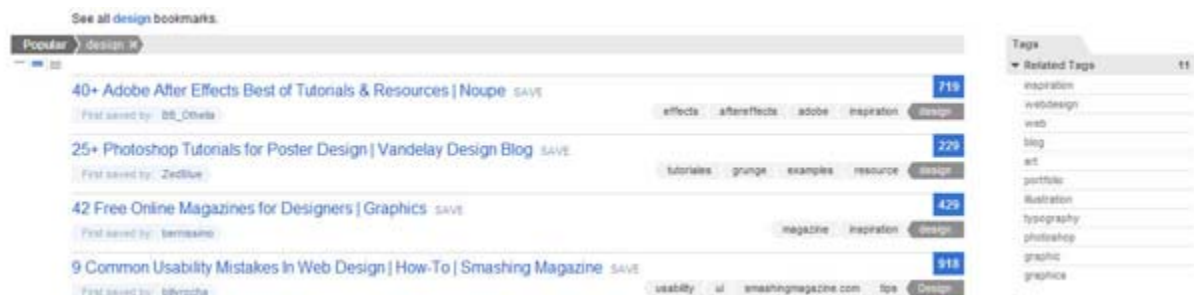 See all design bookmarks.
Popular design
40+ Adobe After Effects Best of Tutorials & Resources | Noupe SAVE 719
First saved by effects aftereffects adobe inspiration design
25+ Photoshop Tutorials for Poster Design | Vandelay Design Blog SAVE 229
First saved by ZedBlue tutoriales grunge examples resource design
42 Free Online Magazines for Designers | Graphics SAVE 429
First saved by magazine inspiration design
9 Common Usability Mistakes In Web Design | How-To | Smashing Magazine SAVE 918
First saved by usability ui smashingmagazine.com tips Design
Tags
Related Tags 11
inspiration
webdesign
web
blog
art
portfolio
illustration
typography
photoshop
graphic
graphics